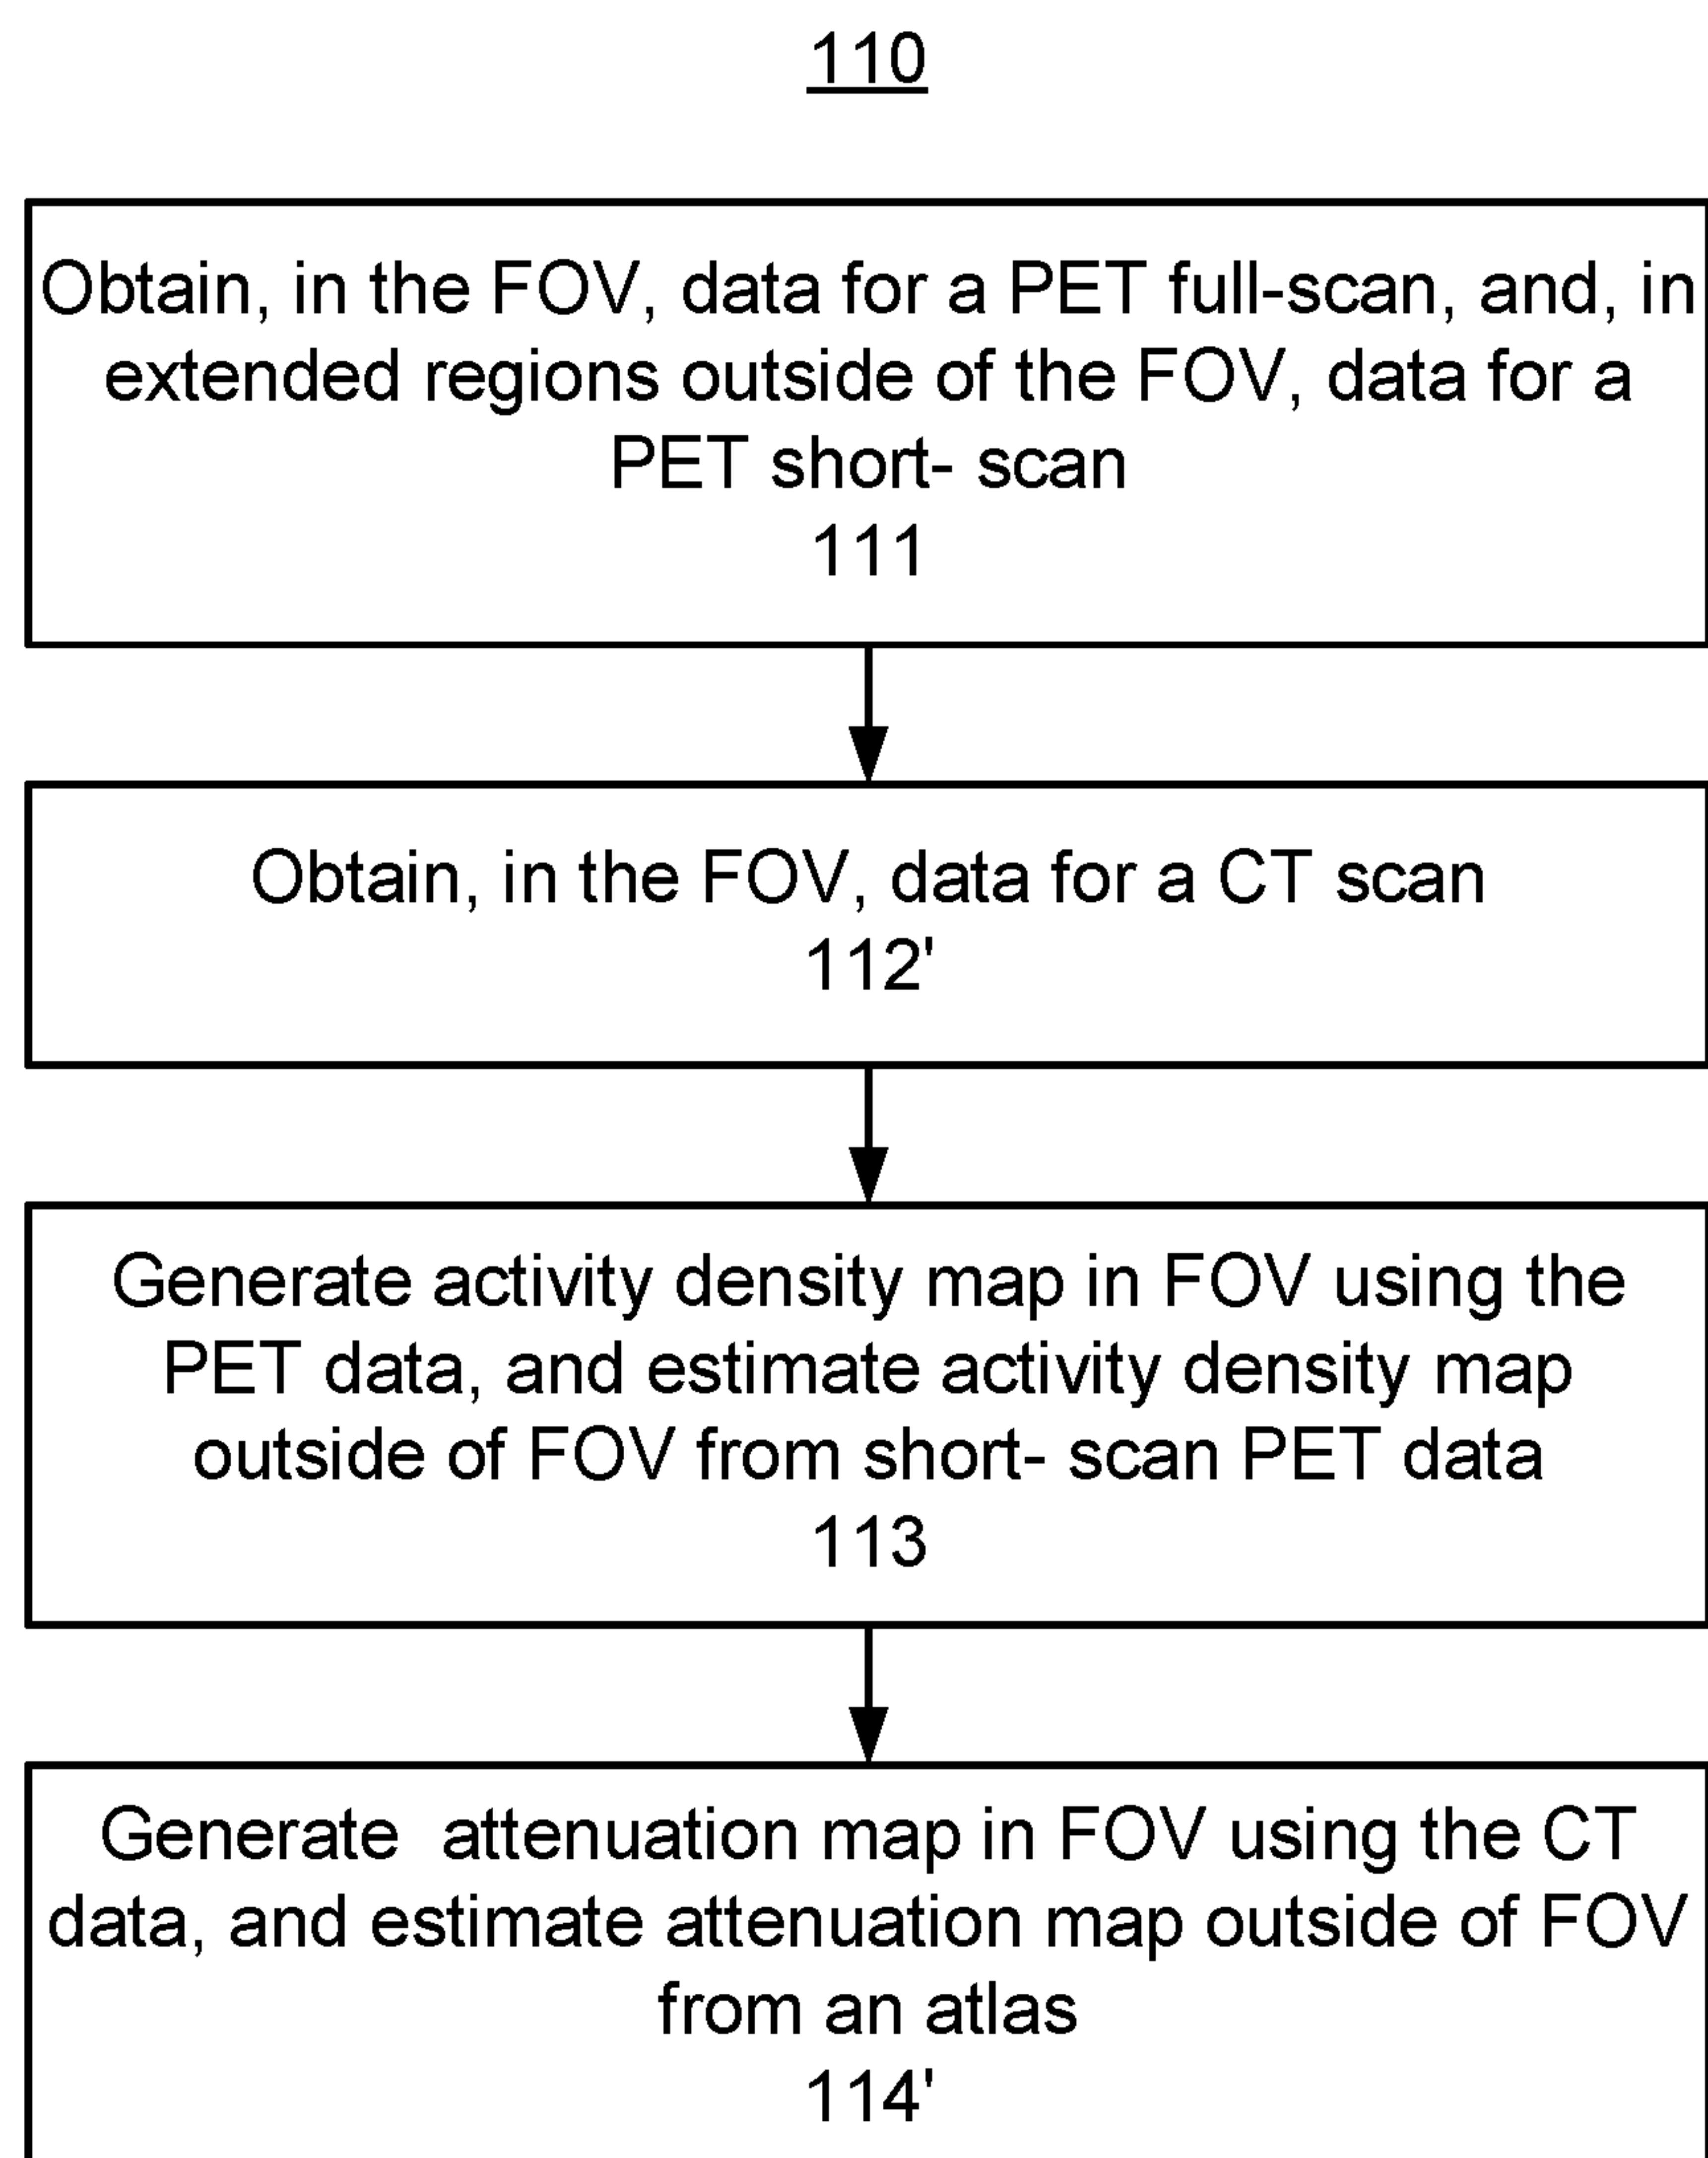 110
Obtain, in the FOV, data for a PET full-scan, and, in
extended regions outside of the FOV, data for a
PET short- scan
111
Obtain, in the FOV, data for a CT scan
112'
Generate activity density map in FOV using the
PET data, and estimate activity density map
outside of FOV from short- scan PET data
113
Generate  attenuation map in FOV using the CT
data, and estimate attenuation map outside of FOV
from an atlas
114'